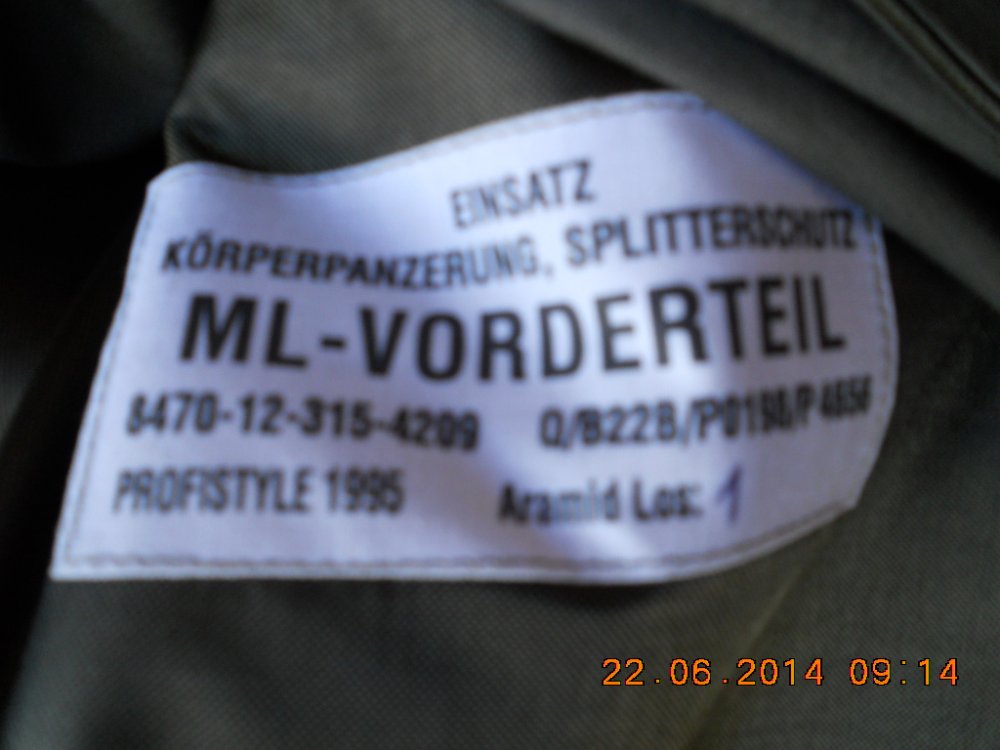 EINSATZ
KÖRPERPANZERUNG, SPLITTERSCHUTZ
ML-VORDERTEIL
8470-12-315-4209
PROFISTYLE 1995 Aramid Los: 1
22.06.2014 09:14